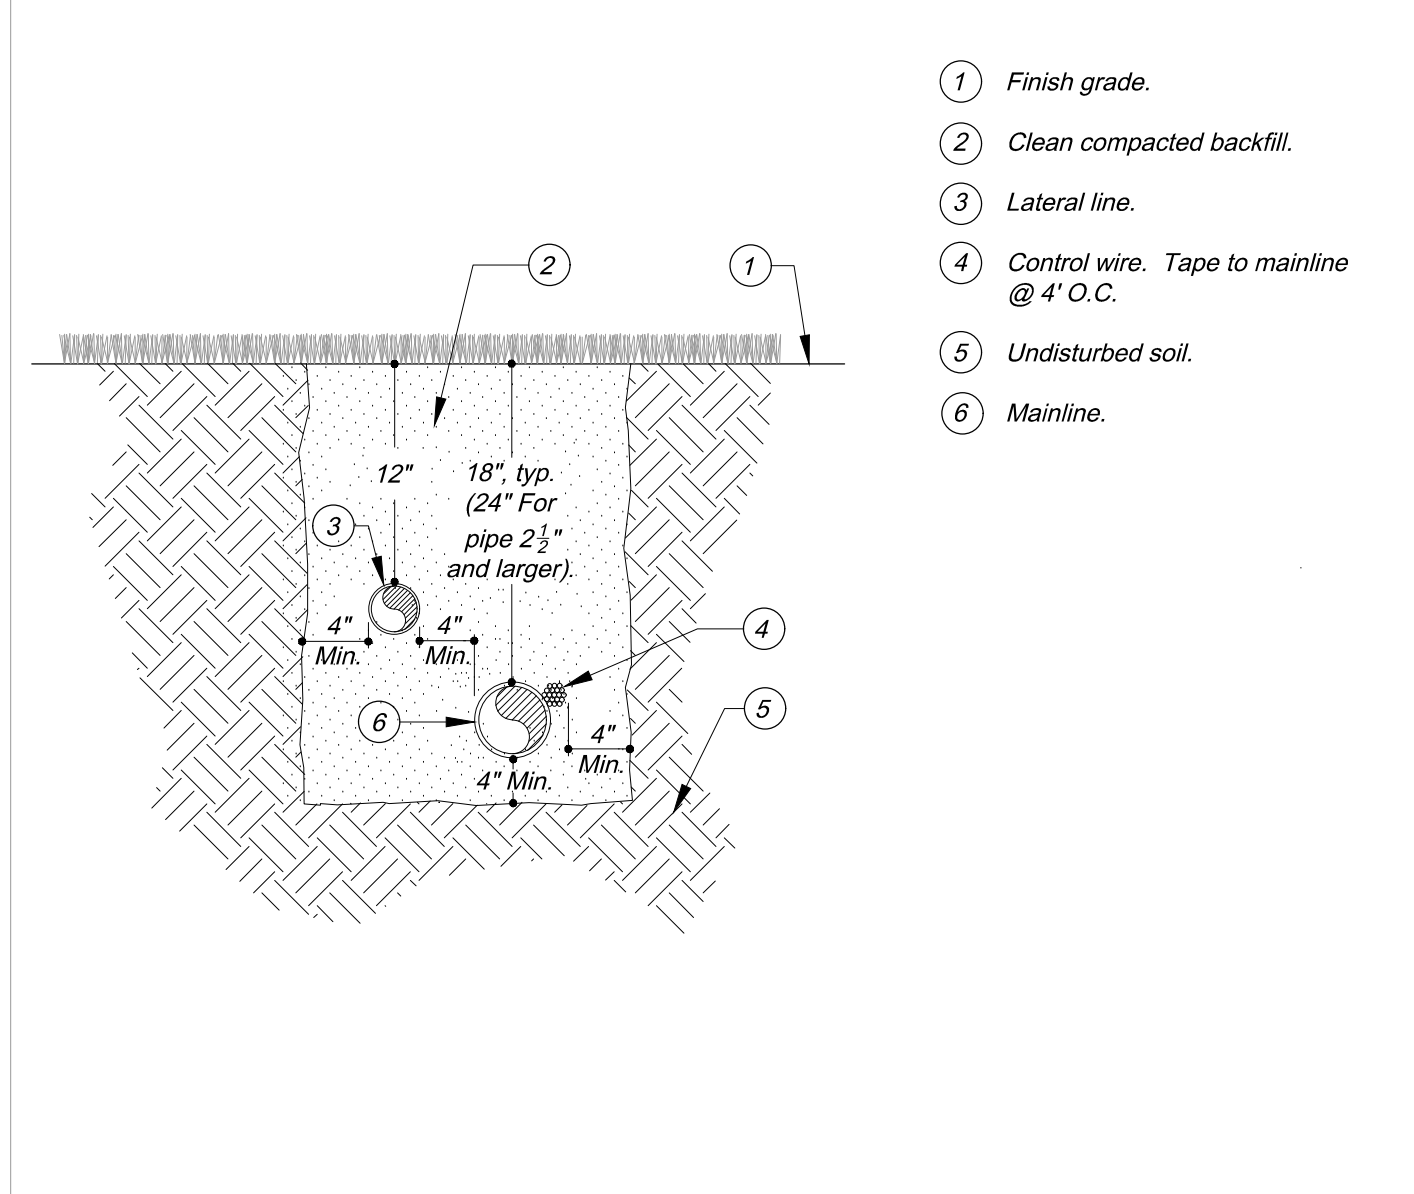 1 Finish grade.
2 Clean compacted backfill.
3 Lateral line.
4 Control wire. Tape to mainline
@ 4' O.C.
5 Undisturbed soil.
6 Mainline.
2
1
12"
18", typ.
(24" For
pipe 2 1/2"
and larger).
3
4"
Min.
4"
Min.
4
6
5
4"
Min.
4" Min.